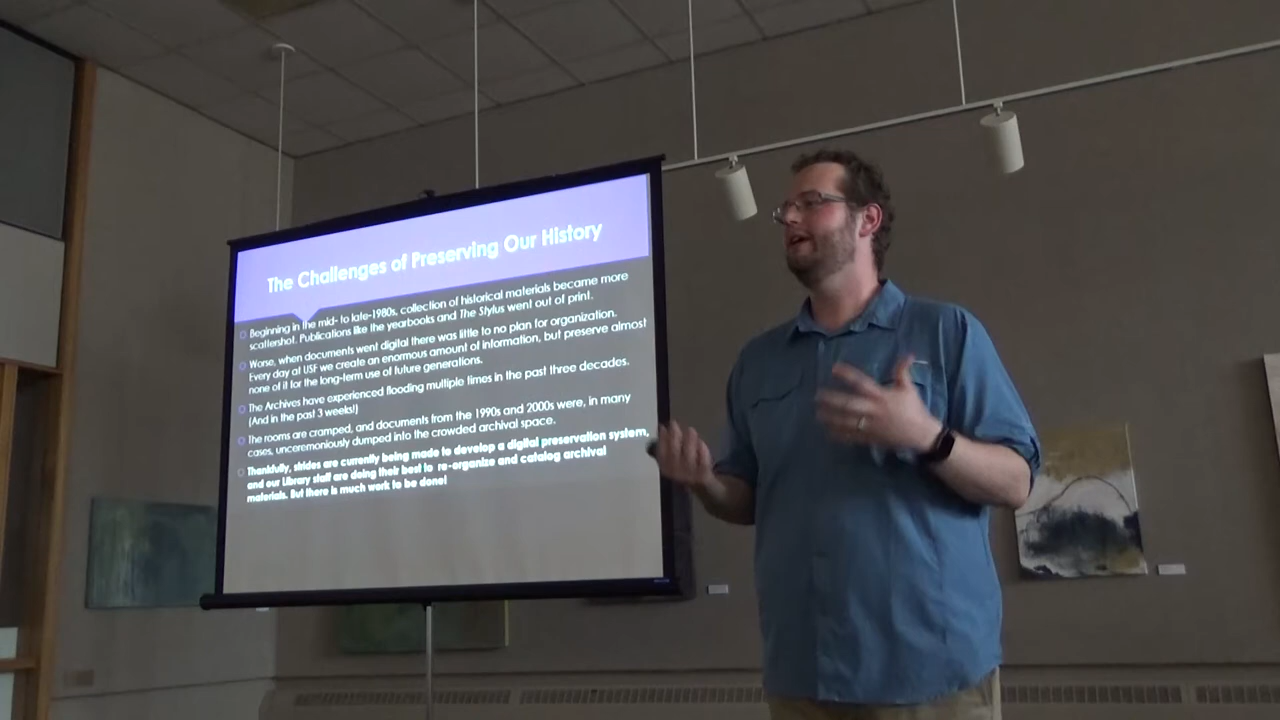 The Challenges of Preserving Our History
Beginning in the mid- to late-1980s, collection of historical materials became more
scattershot. Publications like the yearbooks and The Stylus went out of print.
Worse, when documents went digital there was little to no plan for organization.
Every day at USF we create an enormous amount of information, but preserve almost
none of it for the long-term use of future generations.
The Archives have experienced flooding multiple times in the past three decades.
(And in the past 3 weeks!)
The rooms are cramped, and documents from the 1990s and 2000s were, in many
cases, unceremoniously dumped into the crowded archival space.
Thankfully, strides are currently being made to develop a digital preservation system,
and our Library staff are doing their best to re-organize and catalog archival
materials. But there is much work to be done!